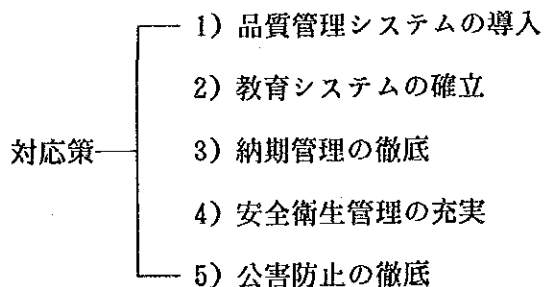 1) 品質管理システムの導入
2) 教育システムの確立
対応策
3) 納期管理の徹底
4) 安全衛生管理の充実
5) 公害防止の徹底